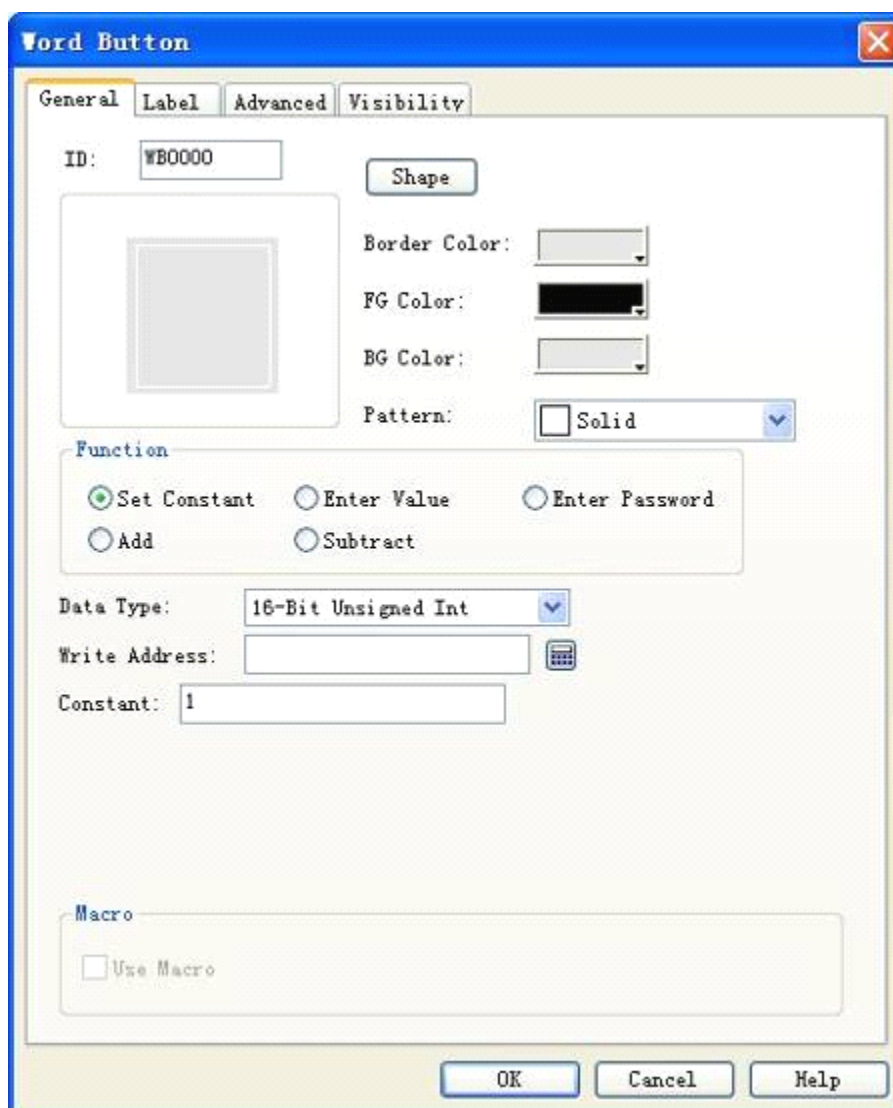 Word Button
General Label Advanced Visibility
ID: WB0000
Shape
Border Color:
FG Color:
BG Color:
Pattern: Solid
Function
Set Constant Enter Value Enter Password
Add Subtract
Data Type: 16-Bit Unsigned Int
Write Address:
Constant: 1
Macro
Use Macro
OK Cancel Help